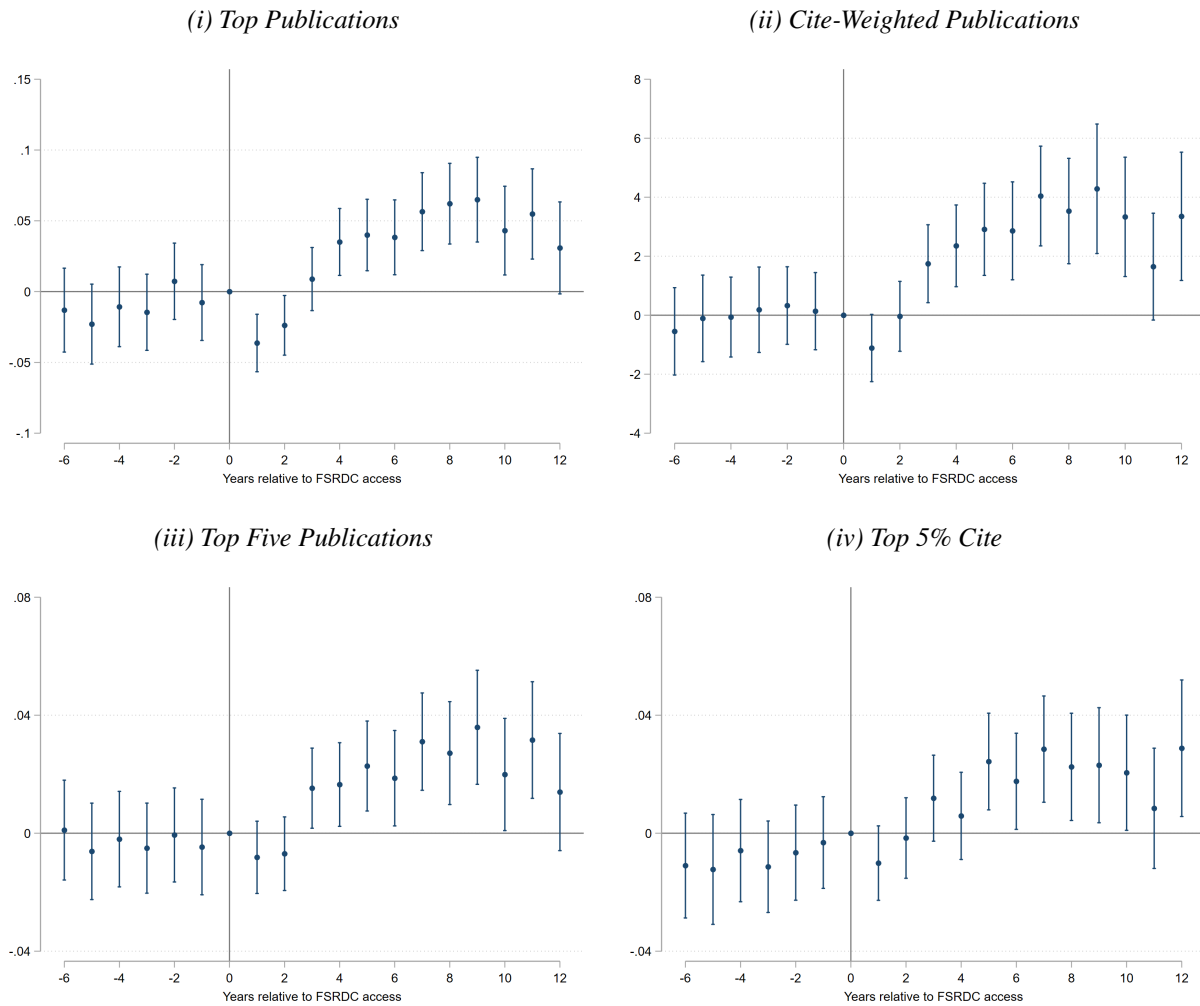 (i) Top Publications
.15
.1
.05
0
-.05
-.1
-6 -4 -2 0 2 4 6 8 10 12
Years relative to FSRDC access
(ii) Cite-Weighted Publications
8
6
4
2
0
-2
-4
-6 -4 -2 0 2 4 6 8 10 12
Years relative to FSRDC access
(iii) Top Five Publications
.08
.04
0
-.04
-6 -4 -2 0 2 4 6 8 10 12
Years relative to FSRDC access
(iv) Top 5% Cite
.08
.04
0
-.04
-6 -4 -2 0 2 4 6 8 10 12
Years relative to FSRDC access